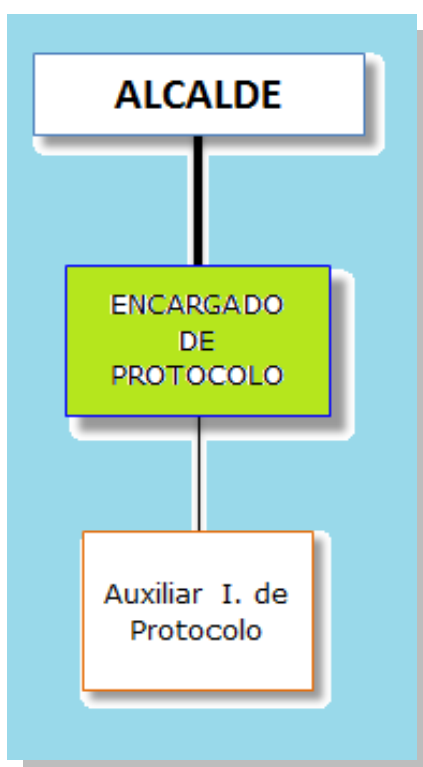 ALCALDE
ENCARGADO
DE
PROTOCOLO
Auxiliar I. de
Protocolo